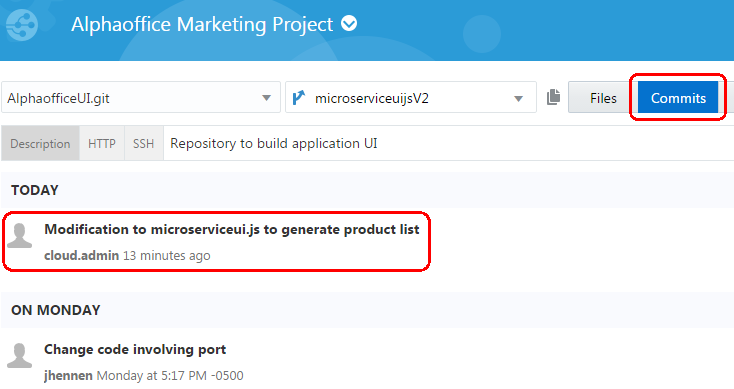 Alphaoffice Marketing Project
AlphaofficeUI.git microserviceuijsV2 Files Commits
Description HTTP SSH Repository to build application UI
TODAY
Modification to microserviceui.js to generate product list
cloud.admin 13 minutes ago
ON MONDAY
Change code involving port
jhennen Monday at 5:17 PM -0500